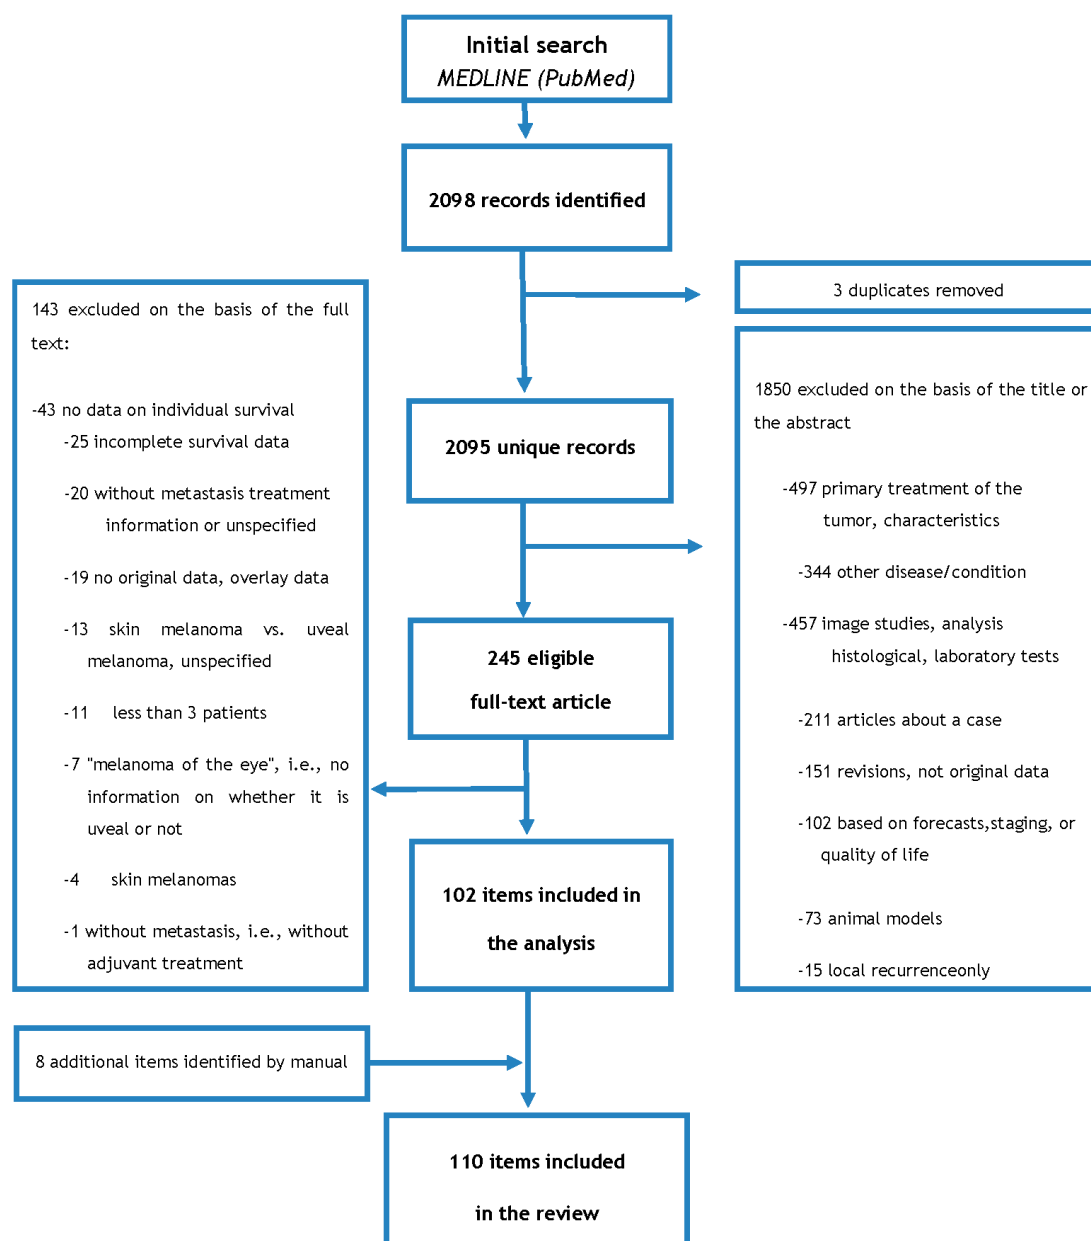 Initial search
MEDLINE (PubMed)
2098 records identified
3 duplicates removed
2095 unique records
1850 excluded on the basis of the title or
the abstract
-497 primary treatment of the
tumor, characteristics
-344 other disease/condition
-457 image studies, analysis
histological, laboratory tests
-211 articles about a case
-151 revisions, not original data
-102 based on forecasts,staging, or
quality of life
-73 animal models
-15 local recurrenceonly
245 eligible
full-text article
143 excluded on the basis of the full
text:
-43 no data on individual survival
-25 incomplete survival data
-20 without metastasis treatment
information or unspecified
-19 no original data, overlay data
-13 skin melanoma vs. uveal
melanoma, unspecified
-11 less than 3 patients
-7 "melanoma of the eye", i.e., no
information on whether it is
uveal or not
-4 skin melanomas
-1 without metastasis, i.e., without
adjuvant treatment
102 items included in
the analysis
8 additional items identified by manual
110 items included
in the review